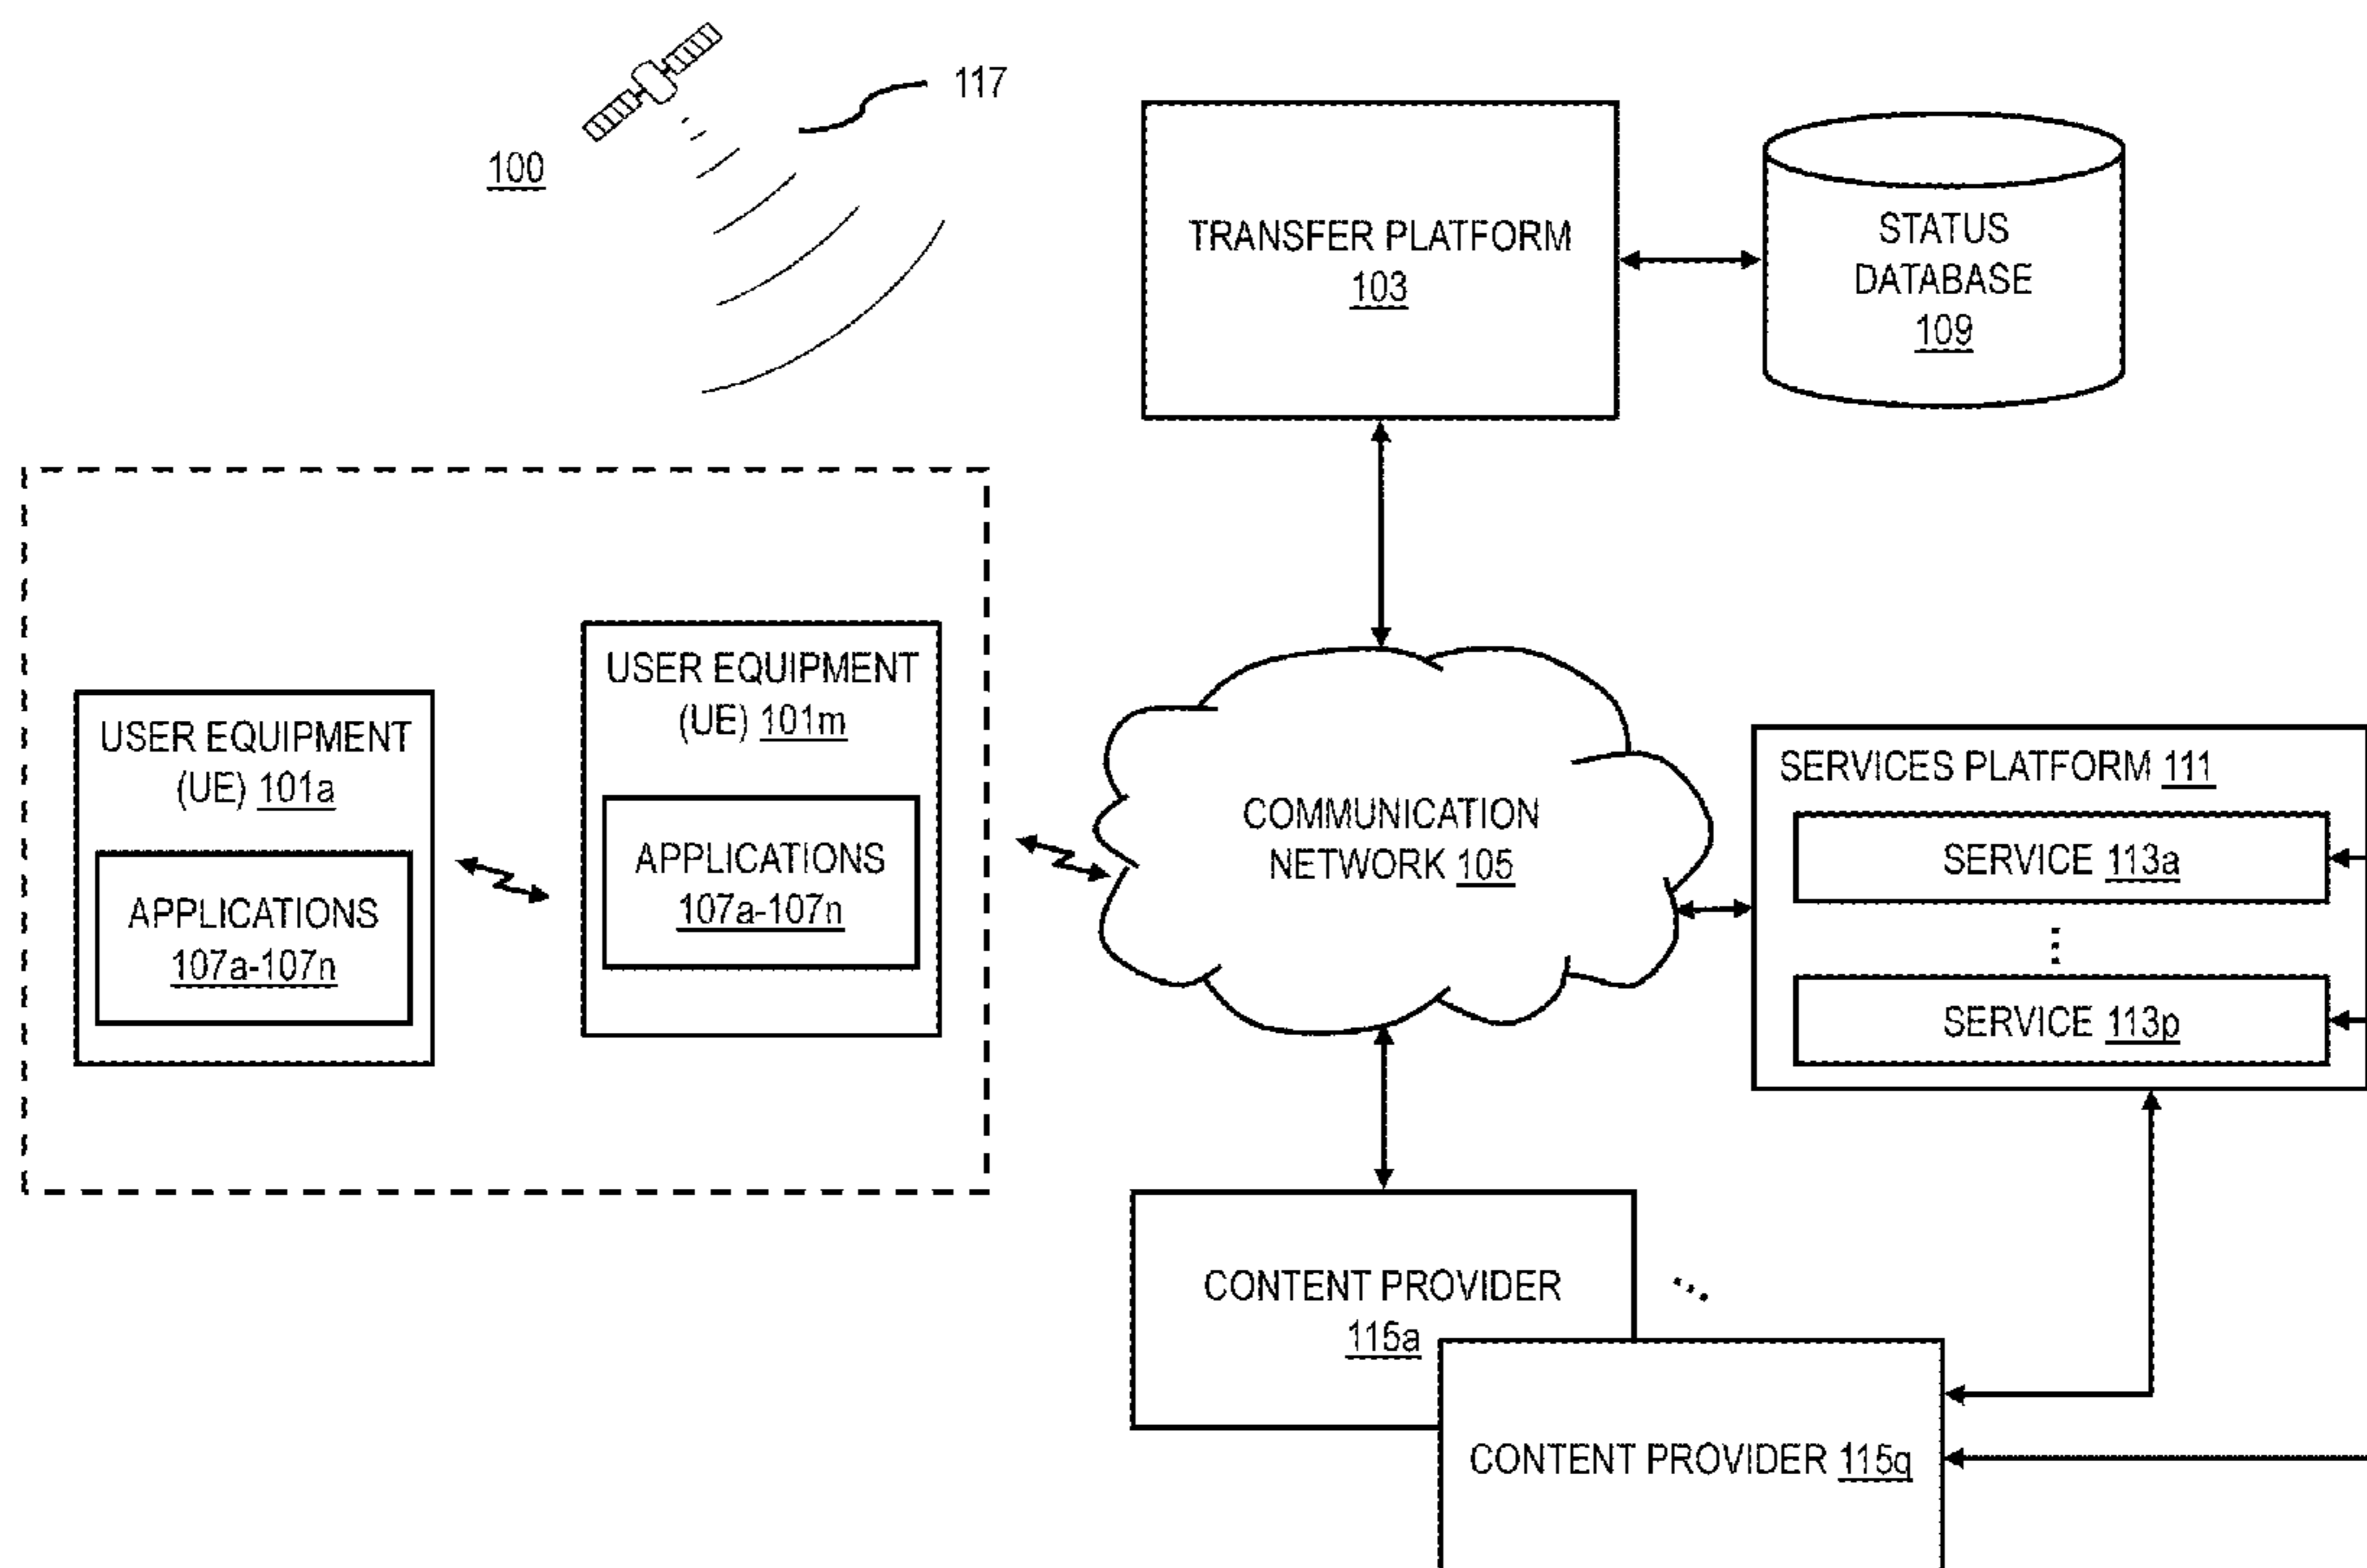 117
100
TRANSFER PLATFORM
103
STATUS
DATABASE
109
USER EQUIPMENT
(UE) 101a
APPLICATIONS
107a-107n
USER EQUIPMENT
(UE) 101m
APPLICATIONS
107a-107n
COMMUNICATION
NETWORK 105
SERVICES PLATFORM 111
SERVICE 113a
⋮
SERVICE 113p
CONTENT PROVIDER
115a
...
CONTENT PROVIDER 115q